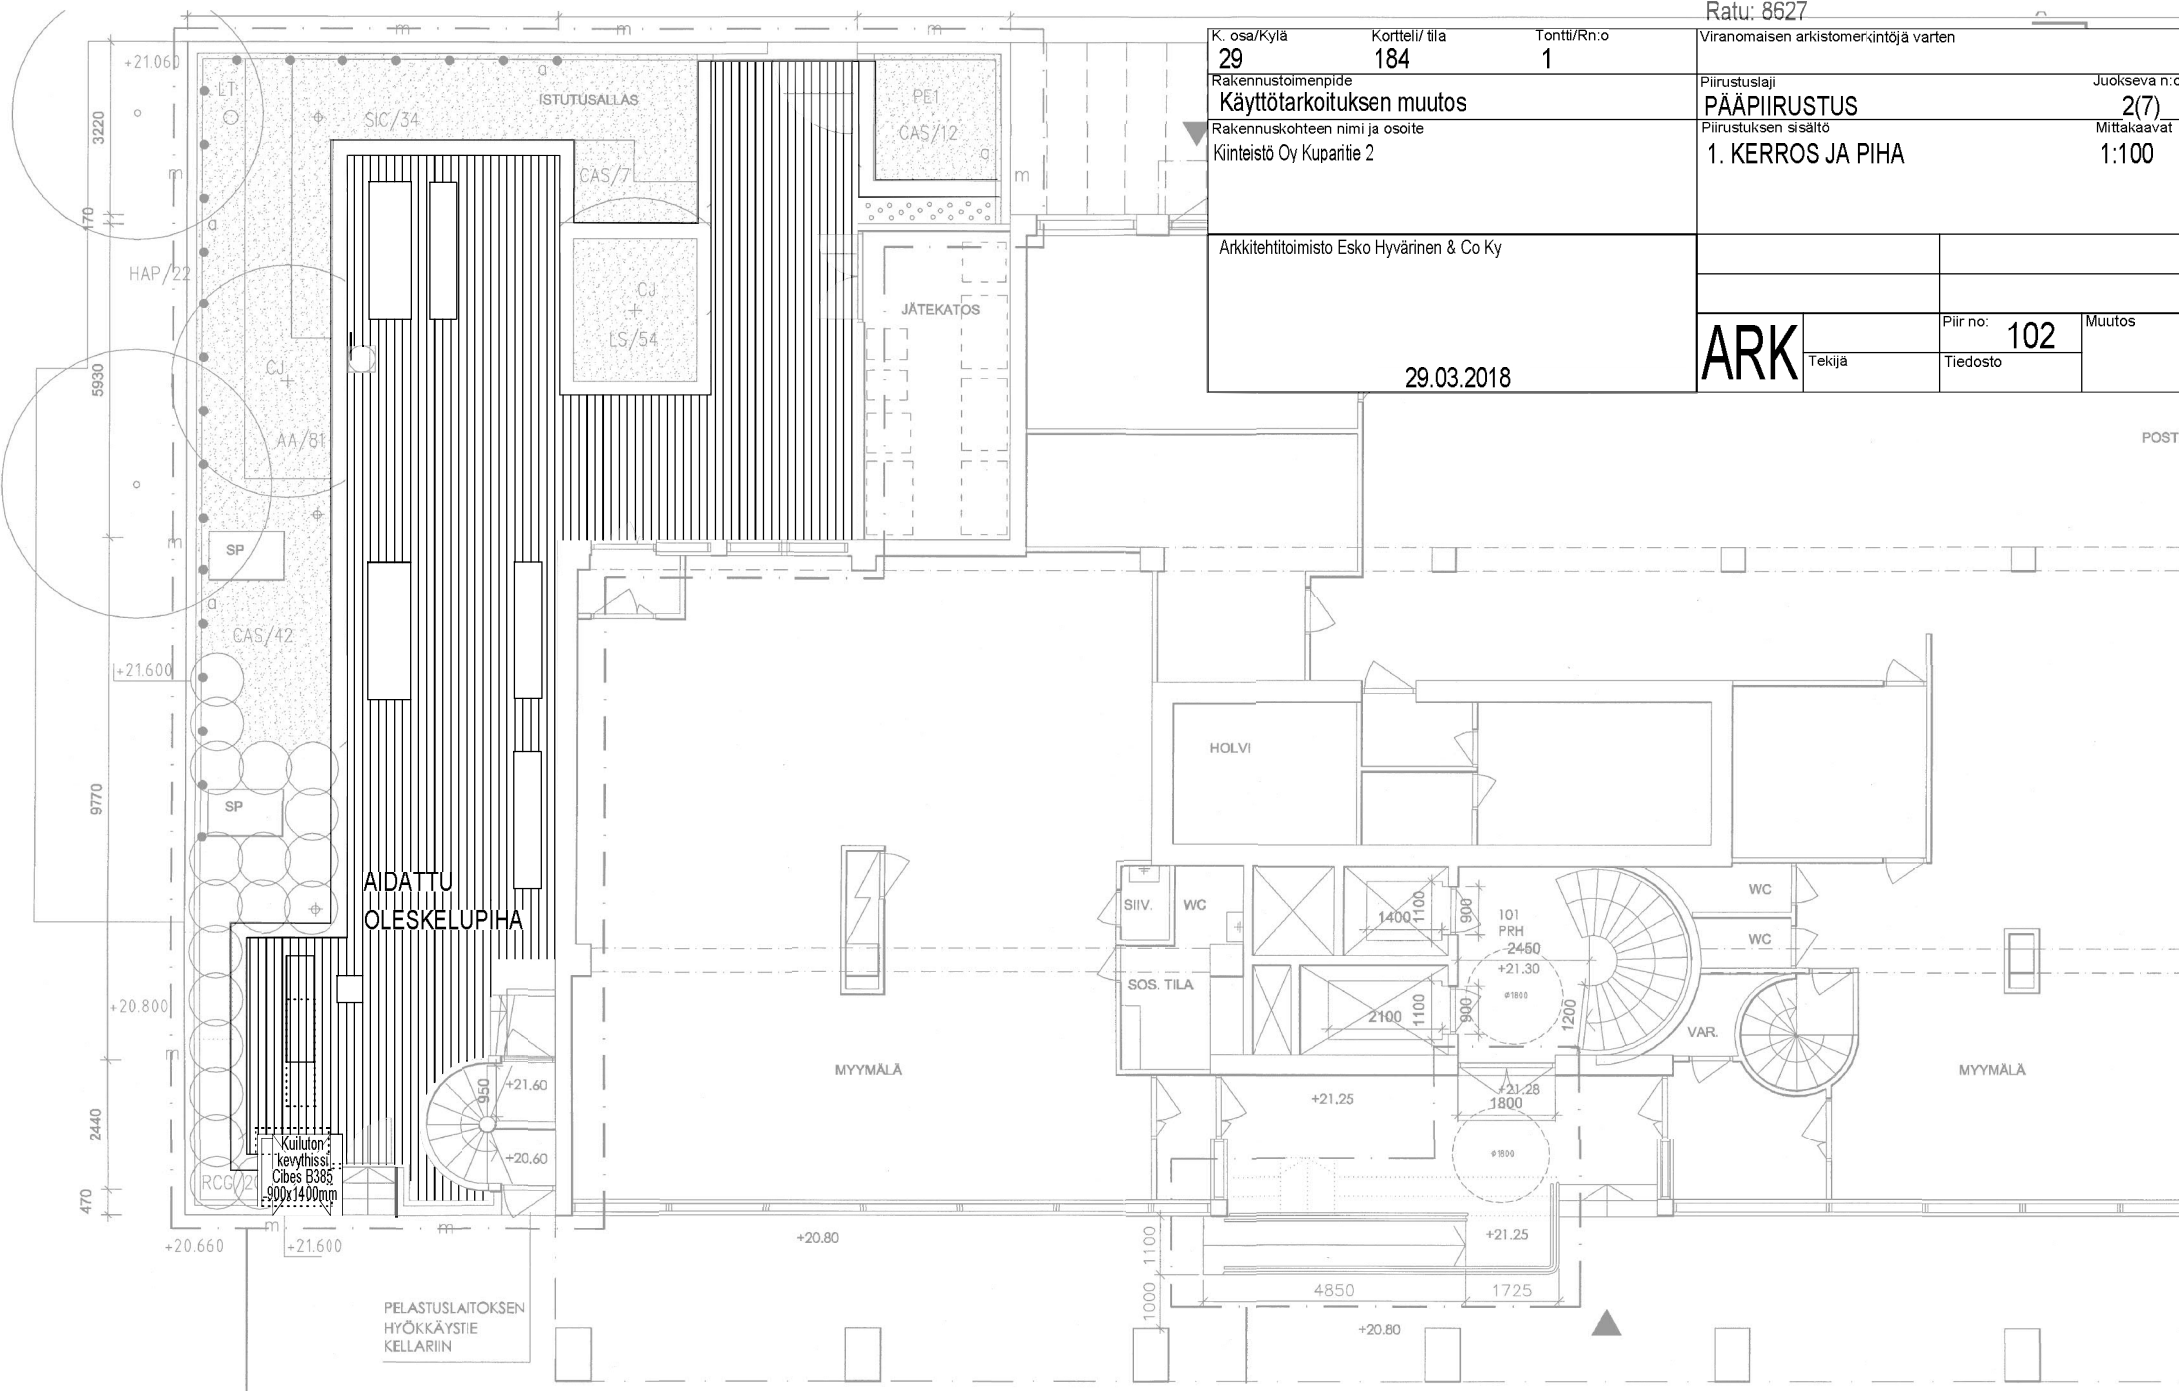 Ratu: 8627
K. osa/Kylä Kortteli/ tila Tontti/Rn:o Viranomaisen arkistomerkintöjä varten
29 184 1
Rakennustoimenpide Piirustuslaji Juokseva n:o
Käyttötarkoituksen muutos PÄÄPIIRUSTUS 2(7)
Rakennuskohteen nimi ja osoite Piirustuksen sisältö Mittakaavat
Kiinteistö Oy Kuparitie 2 1. KERROS JA PIHA 1:100
Arkkitehtitoimisto Esko Hyvärinen & Co Ky
29.03.2018
ARK
Tekijä
Piir no: 102
Tiedosto
Muutos
m m m
+21.060
LT
a
ISTUTUSALLAS
SIC/34
PE1
CAS/12
a
3220
m
CAS/7
m
170
a
HAP/22
CJ
LS/54
JÄTEKATOS
5930
CJ
AA/81
POST
m
SP
a
CAS/42
+21.600
HOLVI
9770
SP
AIDATTU
OLESKELUPIHA
SIIV.
WC
1400
1100
900
101
PRH
2450
+21.30
WC
WC
+20.800
SOS. TILA
2100
1100
900
ø1800
1200
VAR.
m
MYYMÄLÄ
MYYMÄLÄ
950
+21.60
+21,25
+21.28
1800
2440
Kuiluton
kevythissi
Cibes B385
900x1400mm
+20.60
ø1800
RCG/20
470
m
m
+20.660
+21.600
+20.80
1100
+21.25
4850
1725
1000
PELASTUSLAITOKSEN
HYÖKKÄYSTIE
KELLARIIN
+20.80